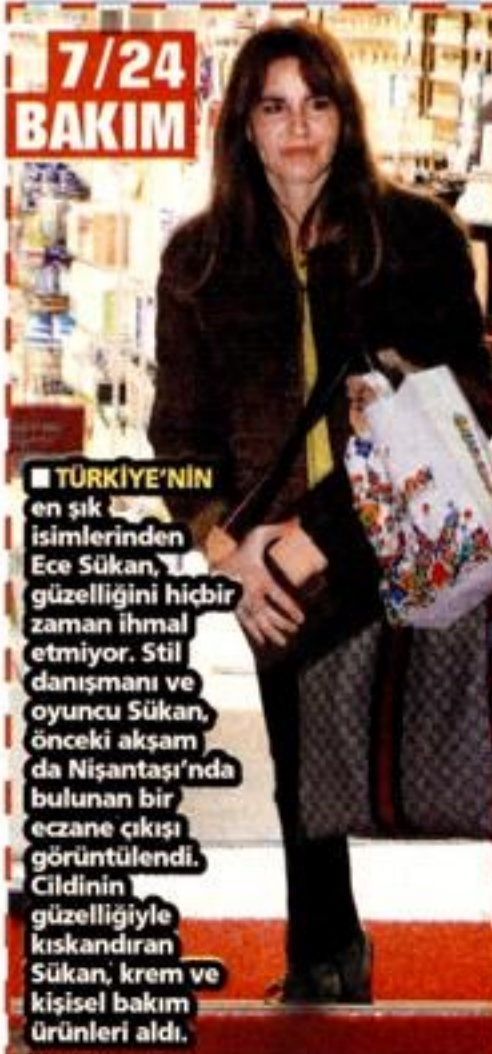 7/24
BAKIM
TÜRKİYE'NİN
en şık
isimlerinden
Ece Sükan,
güzelliğini hiçbir
zaman ihmal
etmiyor. Stil
danışmanı ve
oyuncu Sükan,
önceki akşam
da Nişantaşı'nda
bulunan bir
eczane çıkışı
görüntülendi.
Cildinin
güzelliğiyle
kıskandıran
Sükan, krem ve
kişisel bakım
ürünleri aldı.